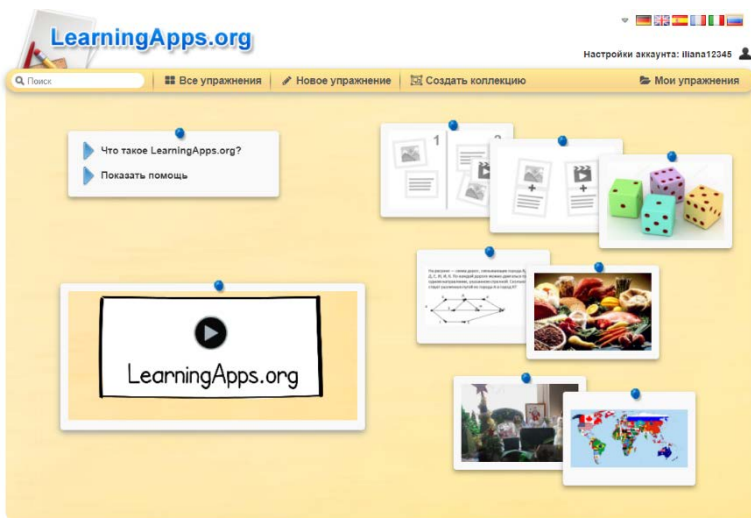 LearningApps.org
Настройки аккаунта: iliana12345
Поиск
Все упражнения
Новое упражнение
Создать коллекцию
Мои упражнения
Что такое LearningApps.org?
Показать помощь
1
LearningApps.org